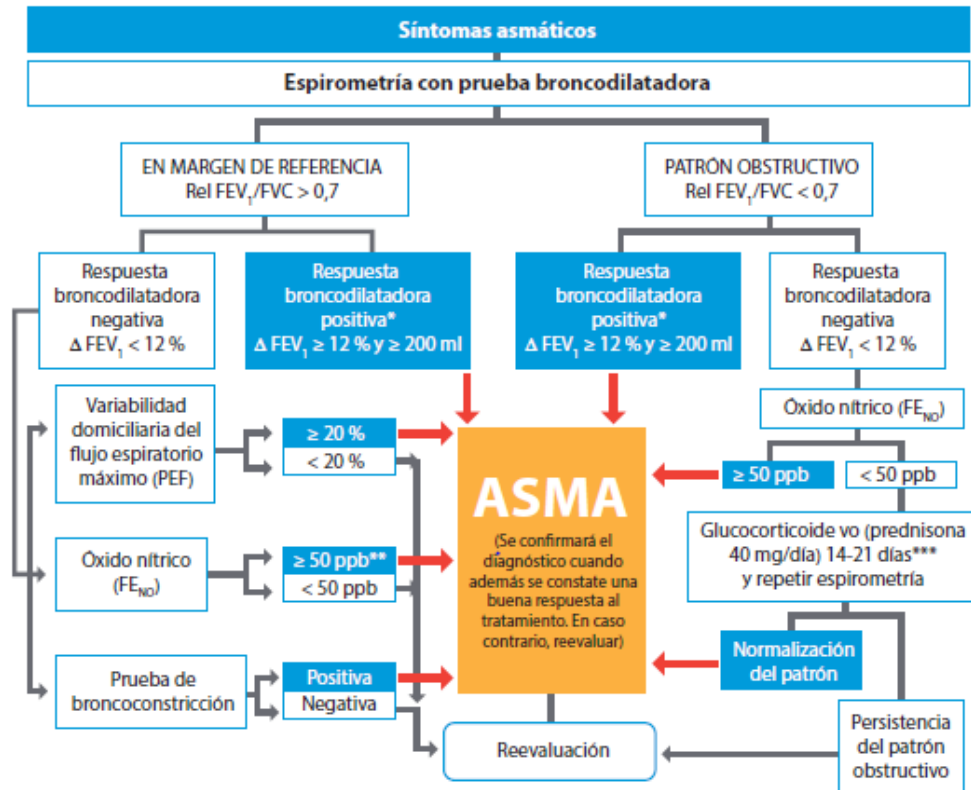 Síntomas asmáticos
Espirometría con prueba broncodilatadora
EN MARGEN DE REFERENCIA
Rel FEV₁/FVC > 0,7
PATRÓN OBSTRUCTIVO
Rel FEV₁/FVC < 0,7
Respuesta
broncodilatadora
negativa
Δ FEV₁ < 12 %
Respuesta
broncodilatadora
positiva*
Δ FEV₁ ≥ 12 % y ≥ 200 ml
Respuesta
broncodilatadora
positiva*
Δ FEV₁ ≥ 12 % y ≥ 200 ml
Respuesta
broncodilatadora
negativa
Δ FEV₁ < 12 %
Variabilidad
domiciliaria del
flujo espiratorio
máximo (PEF)
≥ 20 %
< 20 %
Óxido nítrico
(FE_NO)
≥ 50 ppb**
< 50 ppb
Prueba de
broncoconstricción
Positiva
Negativa
ASMA
(Se confirmará el
diagnóstico cuando
además se constate una
buena respuesta al
tratamiento. En caso
contrario, reevaluar)
Óxido nítrico (FE_NO)
≥ 50 ppb
< 50 ppb
Glucocorticoide vo (prednisona
40 mg/día) 14-21 días***
y repetir espirometría
Normalización
del patrón
Persistencia
del patrón
obstructivo
Reevaluación